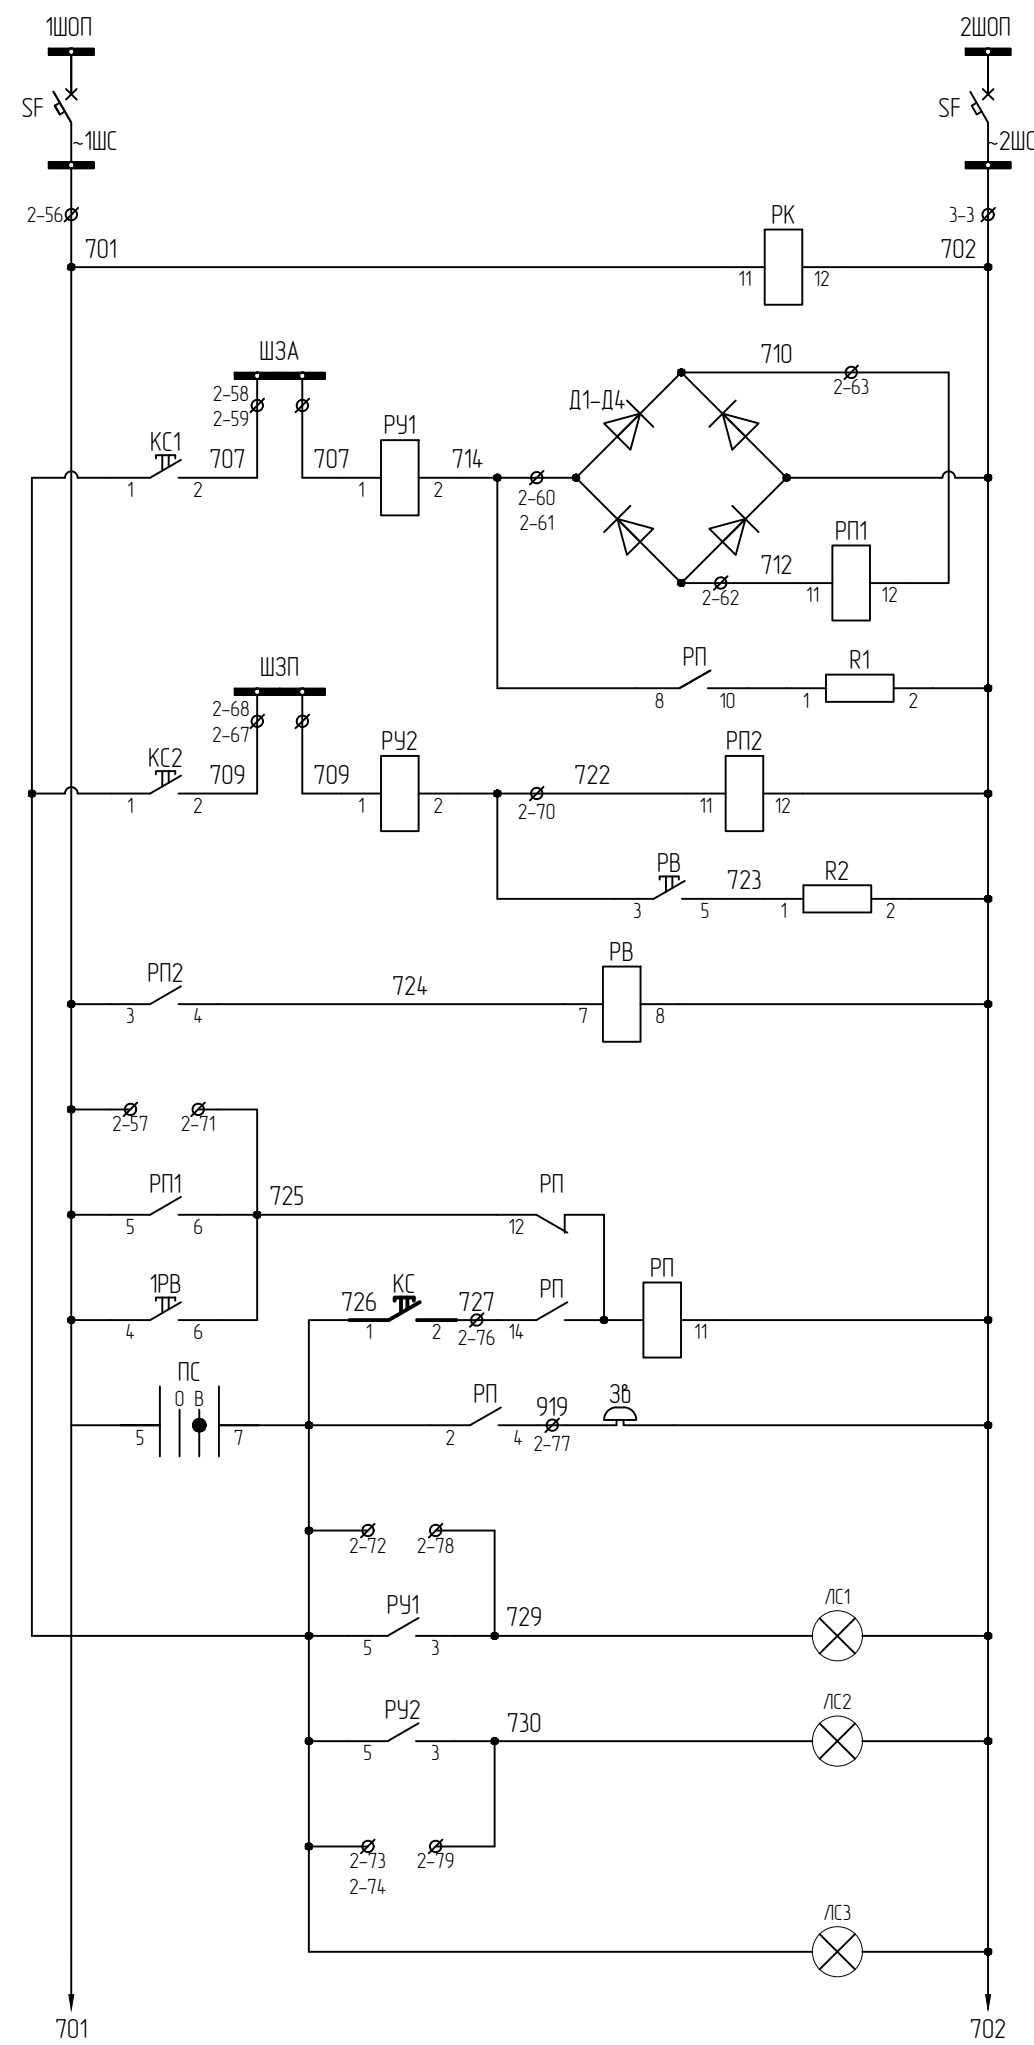 1ШОП 2ШОП
SF SF
~1ШС ~2ШС
2-56 3-3
701 РК 702
11 12
ШЗА 710
2-58 2-63
2-59 Д1-Д4
КС1 РУ1
707 707 714
1 2 1 2 2-60
2-61
РП1
712
2-62 11 12
ШЗП РП R1
8 10 1 2
2-68
2-67
КС2 РУ2 РП2
709 709 722
1 2 1 2 2-70 11 12
РВ 723 R2
3 5 1 2
РП2 724 РВ
3 4 7 8
2-57 2-71
РП1 725 РП
5 6 12
1РВ КС РП РП
726 727
4 6 1 2 2-76 14 11
ПС
0 В РП 919 Зв
5 7 2 4 2-77
2-72 2-78
РУ1 729 ЛС1
5 3
РУ2 730 ЛС2
5 3
2-73 2-79
2-74
ЛС3
701 702